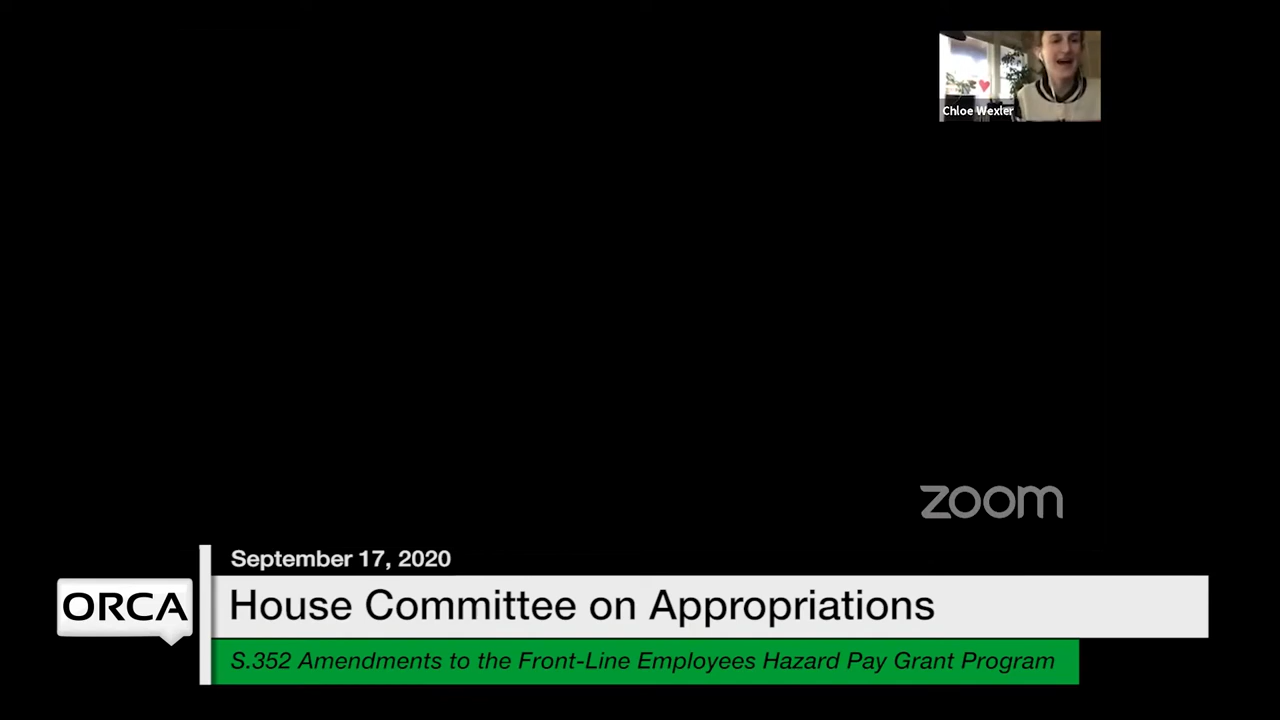 Chloe Wexler
zoom
September 17, 2020
ORCA
House Committee on Appropriations
S.352 Amendments to the Front-Line Employees Hazard Pay Grant Program